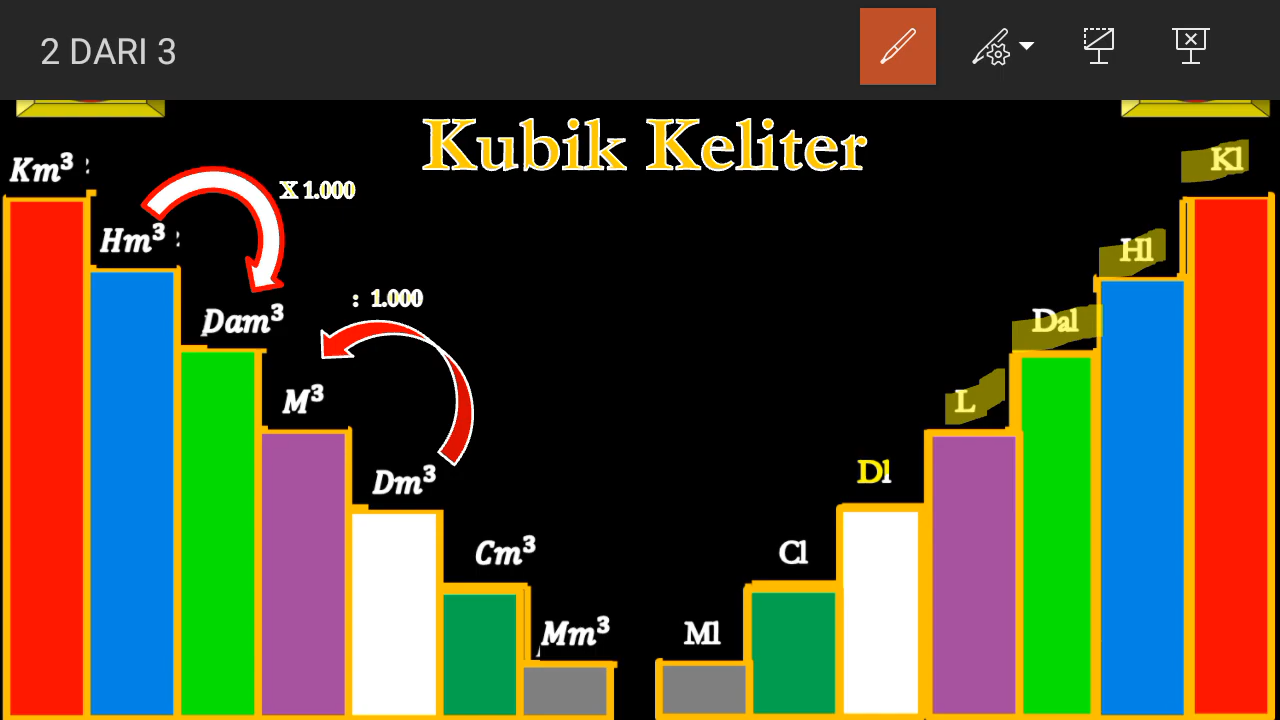 2 DARI 3
Kubik Keliter
Km³
Hm³
X 1.000
Dam³
: 1.000
M³
Dm³
Cm³
Mm³
Kl
Hl
Dal
L
Dl
Cl
Ml